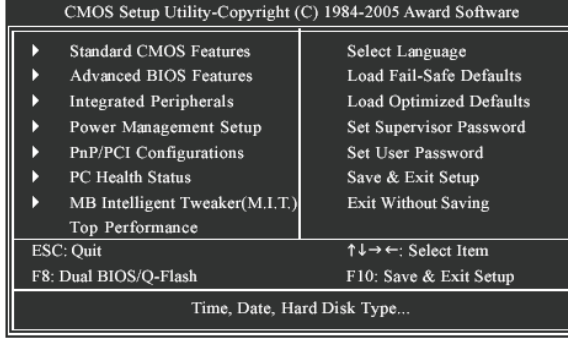 CMOS Setup Utility-Copyright (C) 1984-2005 Award Software
Standard CMOS Features
Advanced BIOS Features
Integrated Peripherals
Power Management Setup
PnP/PCI Configurations
PC Health Status
MB Intelligent Tweaker(M.I.T.)
Top Performance
Select Language
Load Fail-Safe Defaults
Load Optimized Defaults
Set Supervisor Password
Set User Password
Save & Exit Setup
Exit Without Saving
ESC: Quit
↑↓→←: Select Item
F8: Dual BIOS/Q-Flash
F10: Save & Exit Setup
Time, Date, Hard Disk Type...